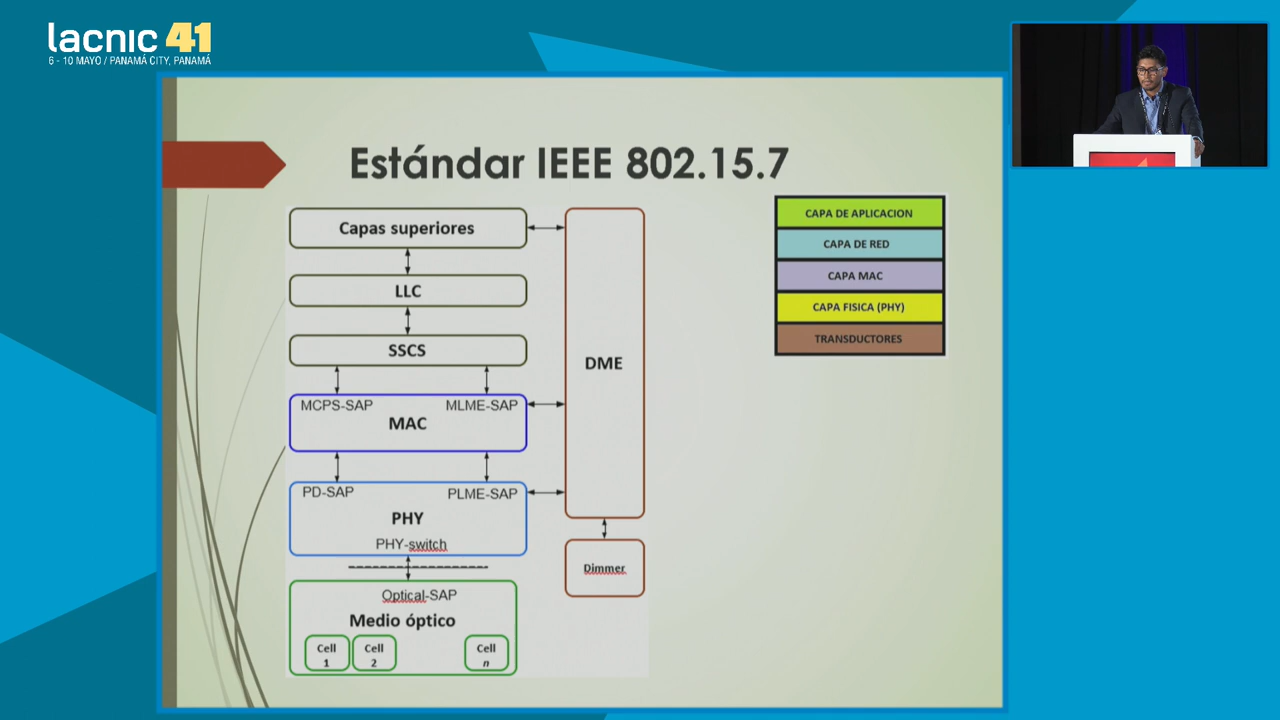 lacnic 41
6 - 10 MAYO / PANAMÁ CITY, PANAMÁ
Estándar IEEE 802.15.7
Capas superiores
LLC
SSCS
MCPS-SAP MLME-SAP
MAC
PD-SAP PLME-SAP
PHY
PHY-switch
Optical-SAP
Medio óptico
Cell
1
Cell
2
Cell
n
DME
Dimmer
CAPA DE APLICACION
CAPA DE RED
CAPA MAC
CAPA FISICA (PHY)
TRANSDUCTORES